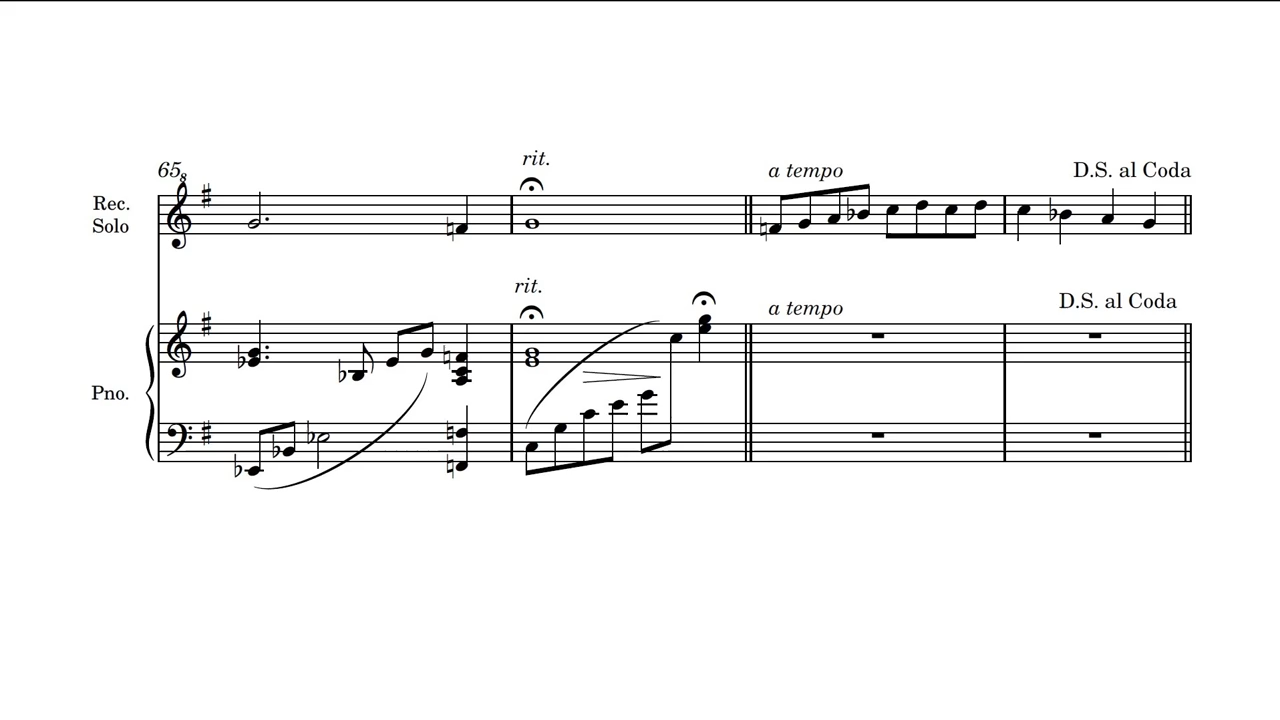 65
8
rit.
a tempo
D.S. al Coda
Rec.
Solo
rit.
a tempo
D.S. al Coda
Pno.